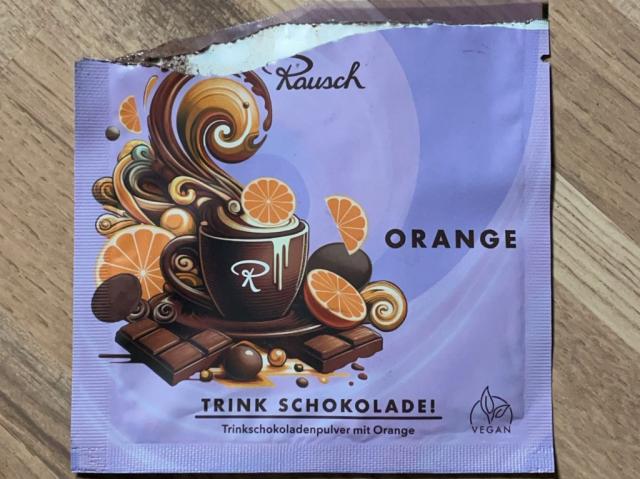 Rausch
ORANGE
R
TRINK SCHOKOLADE!
Trinkschokoladenpulver mit Orange
VEGAN